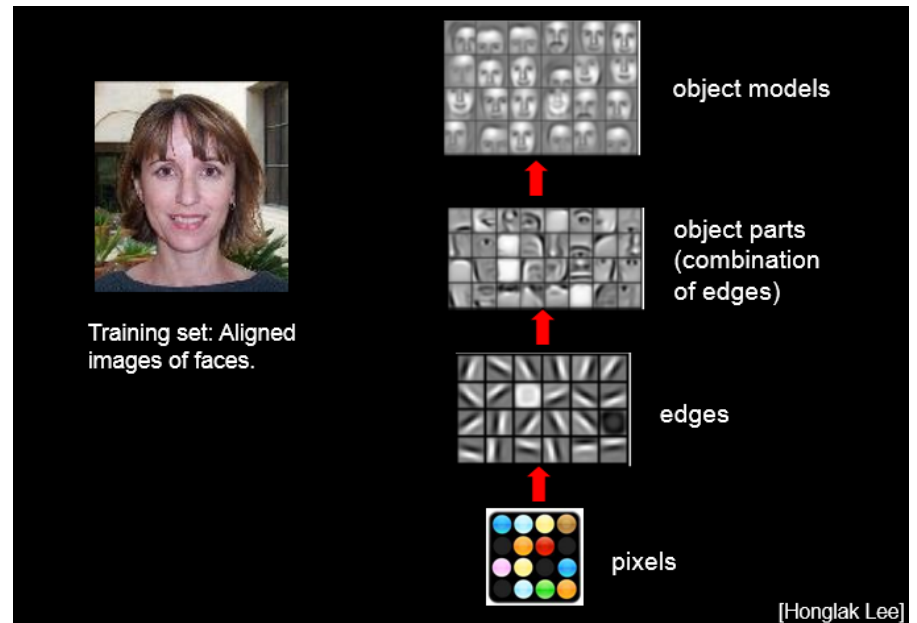 object models
object parts
(combination
of edges)
Training set: Aligned
images of faces.
edges
pixels
[Honglak Lee]